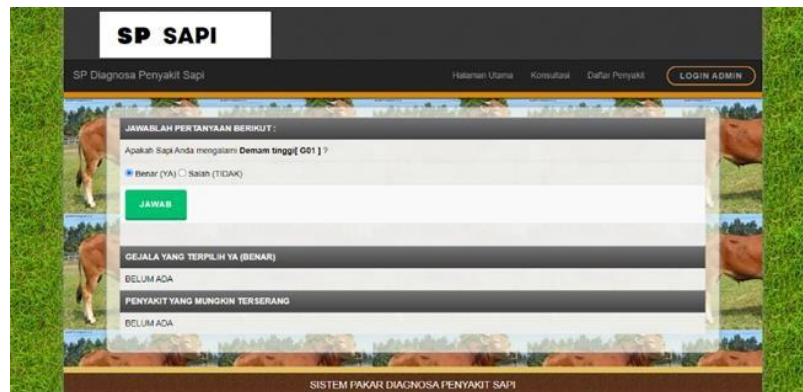 SP SAPI
SP Diagnosa Penyakit Sapi
Halaman Utama Konsultasi Daftar Penyakit LOGIN ADMIN
JAWABLAH PERTANYAAN BERIKUT :
Apakah Sapi Anda mengalami Demam tinggi[ G01 ] ?
Benar (YA) Salah (TIDAK)
JAWAB
GEJALA YANG TERPILIH YA (BENAR)
BELUM ADA
PENYAKIT YANG MUNGKIN TERSERANG
BELUM ADA
SISTEM PAKAR DIAGNOSA PENYAKIT SAPI